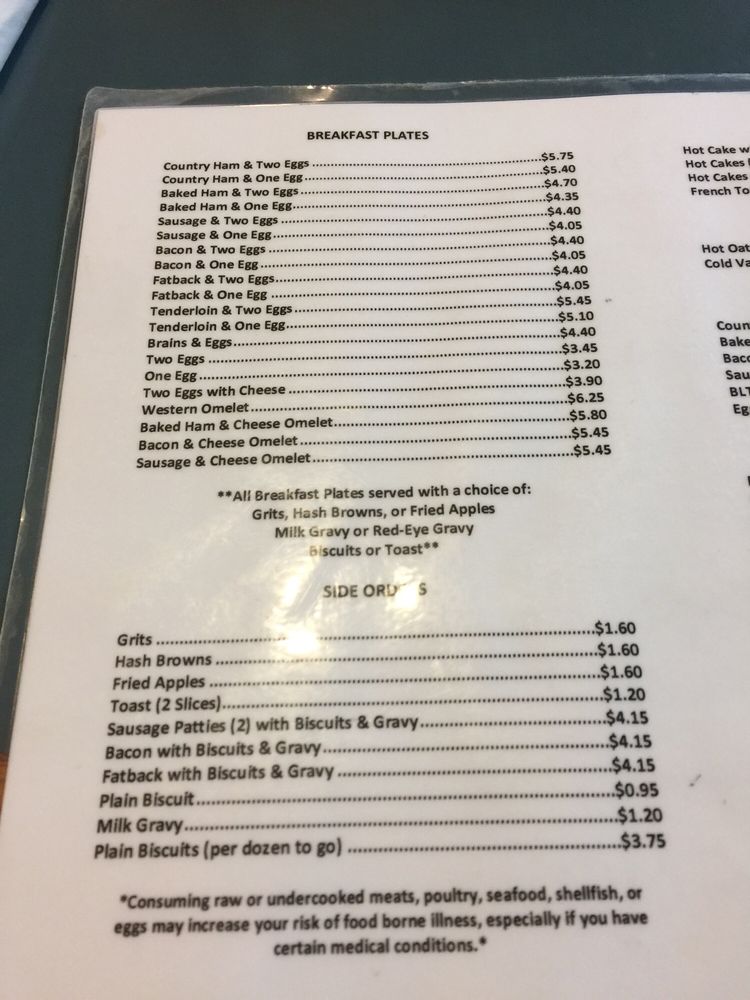 BREAKFAST PLATES
Country Ham & Two Eggs ........ $5.75
Country Ham & One Egg ........ $5.40
Baked Ham & Two Eggs ........ $4.70
Baked Ham & One Egg ........ $4.35
Sausage & Two Eggs ........ $4.40
Sausage & One Egg ........ $4.05
Bacon & Two Eggs ........ $4.40
Bacon & One Egg ........ $4.05
Fatback & Two Eggs ........ $4.40
Fatback & One Egg ........ $4.05
Tenderloin & Two Eggs ........ $5.45
Tenderloin & One Egg ........ $5.10
Brains & Eggs ........ $4.40
Two Eggs ........ $3.45
One Egg ........ $3.20
Two Eggs with Cheese ........ $3.90
Western Omelet ........ $6.25
Baked Ham & Cheese Omelet ........ $5.80
Bacon & Cheese Omelet ........ $5.45
Sausage & Cheese Omelet ........ $5.45
**All Breakfast Plates served with a choice of:
Grits, Hash Browns, or Fried Apples
Milk Gravy or Red-Eye Gravy
Biscuits or Toast**
SIDE ORDERS
Grits ........ $1.60
Hash Browns ........ $1.60
Fried Apples ........ $1.60
Toast (2 Slices) ........ $1.20
Sausage Patties (2) with Biscuits & Gravy ........ $4.15
Bacon with Biscuits & Gravy ........ $4.15
Fatback with Biscuits & Gravy ........ $4.15
Plain Biscuit ........ $0.95
Milk Gravy ........ $1.20
Plain Biscuits (per dozen to go) ........ $3.75
*Consuming raw or undercooked meats, poultry, seafood, shellfish, or
eggs may increase your risk of food borne illness, especially if you have
certain medical conditions.*
Hot Cake
Hot Cakes
Hot Cakes
French
Hot
Cold
BLT